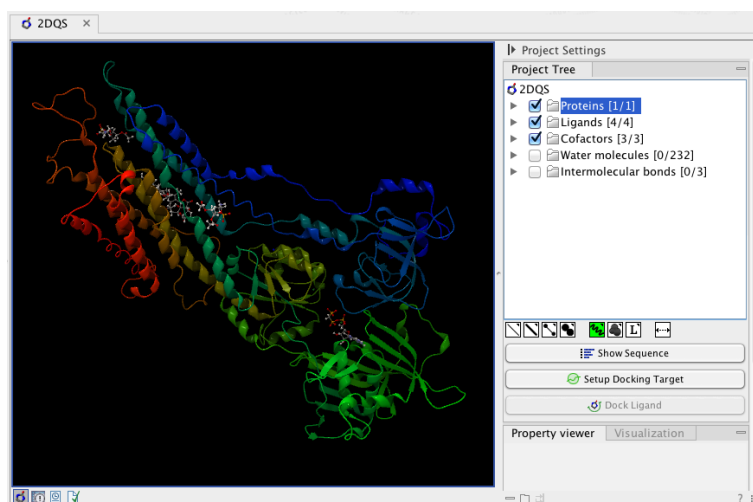 2DQS ×
Project Settings
Project Tree
2DQS
Proteins [1/1]
Ligands [4/4]
Cofactors [3/3]
Water molecules [0/232]
Intermolecular bonds [0/3]
L
Show Sequence
Setup Docking Target
Dock Ligand
Property viewer Visualization
?